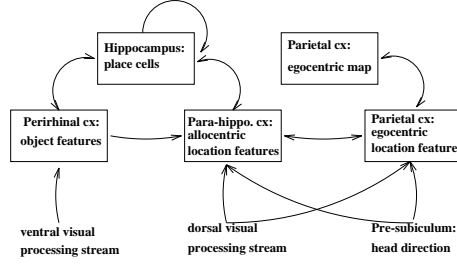 Hippocampus:
place cells
Parietal cx:
egocentric map
Perirhinal cx:
object features
Para-hippo. cx:
allocentric
location features
Parietal cx:
egocentric
location feature
ventral visual
processing stream
dorsal visual
processing stream
Pre-subiculum:
head direction